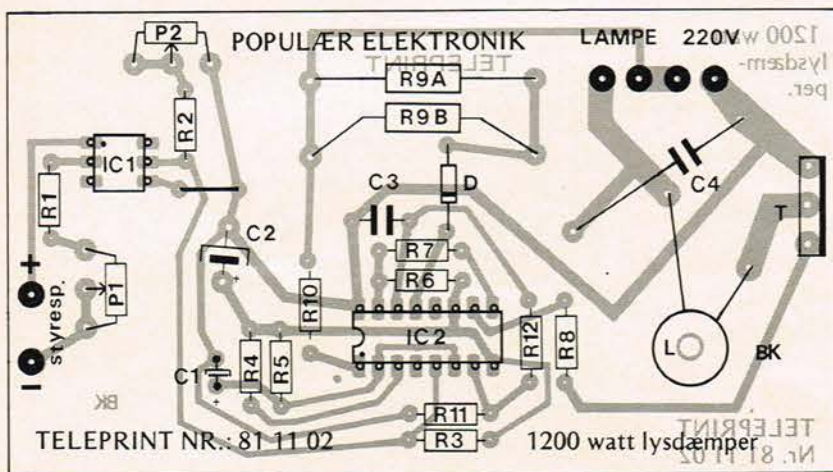 P2
POPULÆR ELEKTRONIK
LAMPE 220V
1200 watt
lysdæm-
per.
TELEPRINT
R9A
R2
R9B
IC1
C3
D
C4
R1
T
C2
R7
+
P1
styresp.
R10
R6
+
IC2
R12
R8
L
BK
−
C1
R4
R5
+
BK
R11
TELEPRINT NR.: 81 11 02
R3
1200 watt lysdæmper
TELEPRINT
Nr. 81 11 02